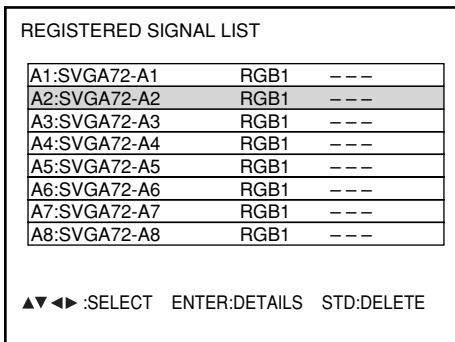 REGISTERED SIGNAL LIST
A1:SVGA72-A1 RGB1 – – –
A2:SVGA72-A2 RGB1 – – –
A3:SVGA72-A3 RGB1 – – –
A4:SVGA72-A4 RGB1 – – –
A5:SVGA72-A5 RGB1 – – –
A6:SVGA72-A6 RGB1 – – –
A7:SVGA72-A7 RGB1 – – –
A8:SVGA72-A8 RGB1 – – –
▲▼◀▶ :SELECT ENTER:DETAILS STD:DELETE